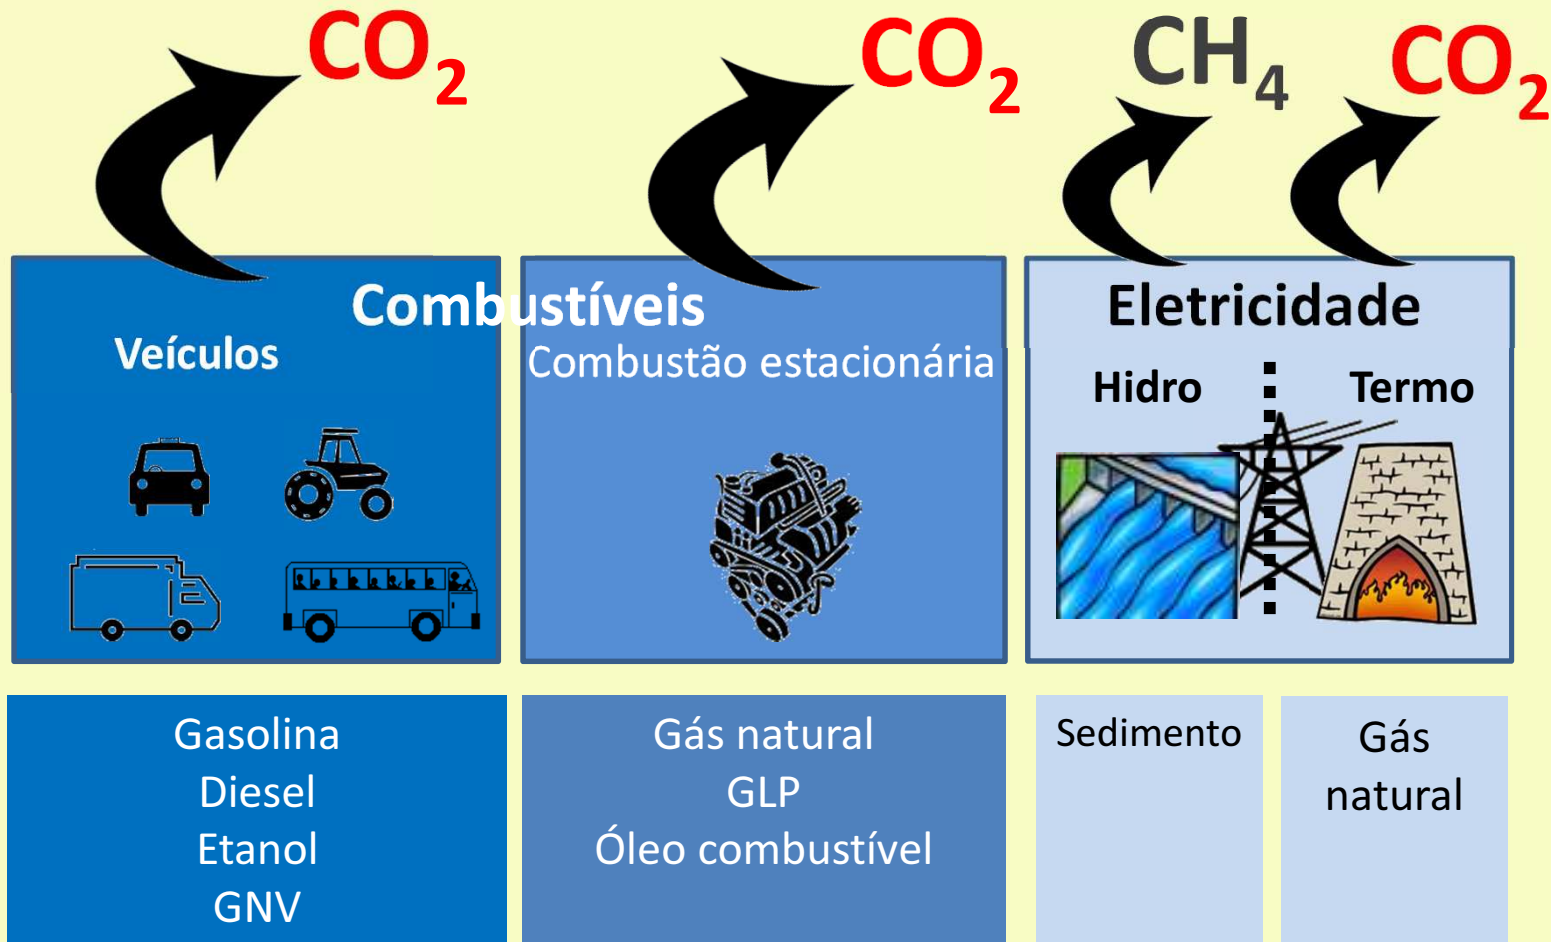 CO₂
CO₂
CH₄
CO₂
Combustíveis
Veículos
Combustão estacionária
Eletricidade
Hidro
Termo
Gasolina
Diesel
Etanol
GNV
Gás natural
GLP
Óleo combustível
Sedimento
Gás
natural